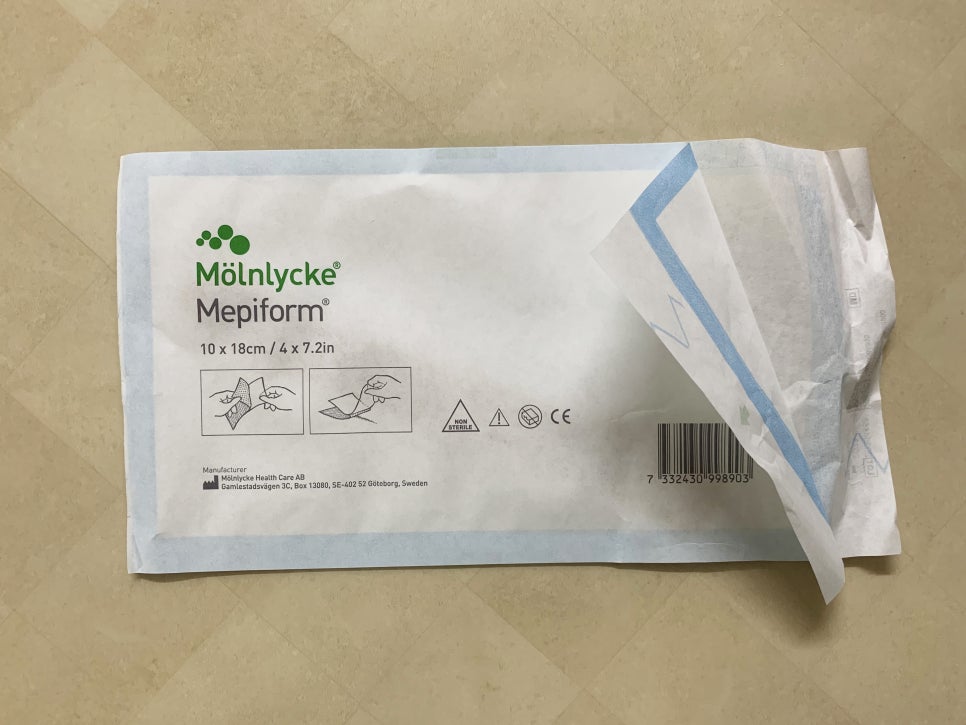 Mölnlycke®
Mepiform®
10 x 18cm / 4 x 7.2in
NON
STERILE
CE
Manufacturer
Mölnlycke Health Care AB
Gamlestadsvägen 3C, Box 13080, SE-402 52 Göteborg, Sweden
7 332430 998903